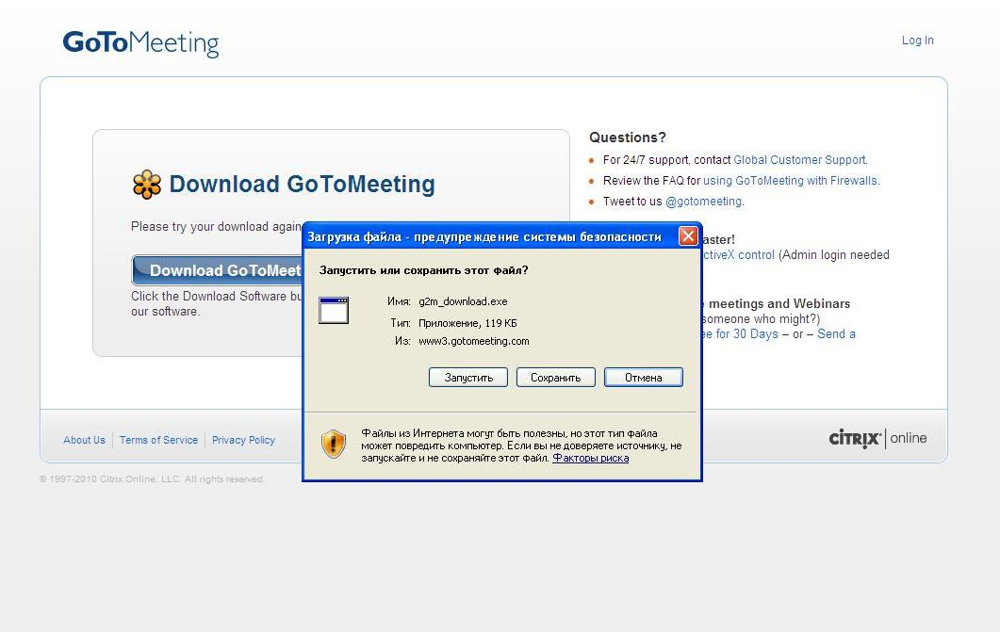 GoToMeeting
Log In
Download GoToMeeting
Please try your download again
Download GoToMeet
Click the Download Software bu
our software.
Questions?
For 24/7 support, contact Global Customer Support.
Review the FAQ for using GoToMeeting with Firewalls.
Tweet to us @gotomeeting.
aster!
ctiveX control (Admin login needed
meetings and Webinars
someone who might?)
ee for 30 Days – or – Send a
Загрузка файла - предупреждение системы безопасности
Запустить или сохранить этот файл?
Имя: g2m_download.exe
Тип: Приложение, 119 КБ
Из: www3.gotomeeting.com
Запустить Сохранить Отмена
Файлы из Интернета могут быть полезны, но этот тип файла
может повредить компьютер. Если вы не доверяете источнику, не
запускайте и не сохраняйте этот файл. Факторы риска
About Us Terms of Service Privacy Policy
CITRIX online
© 1997-2010 Citrix Online, LLC. All rights reserved.